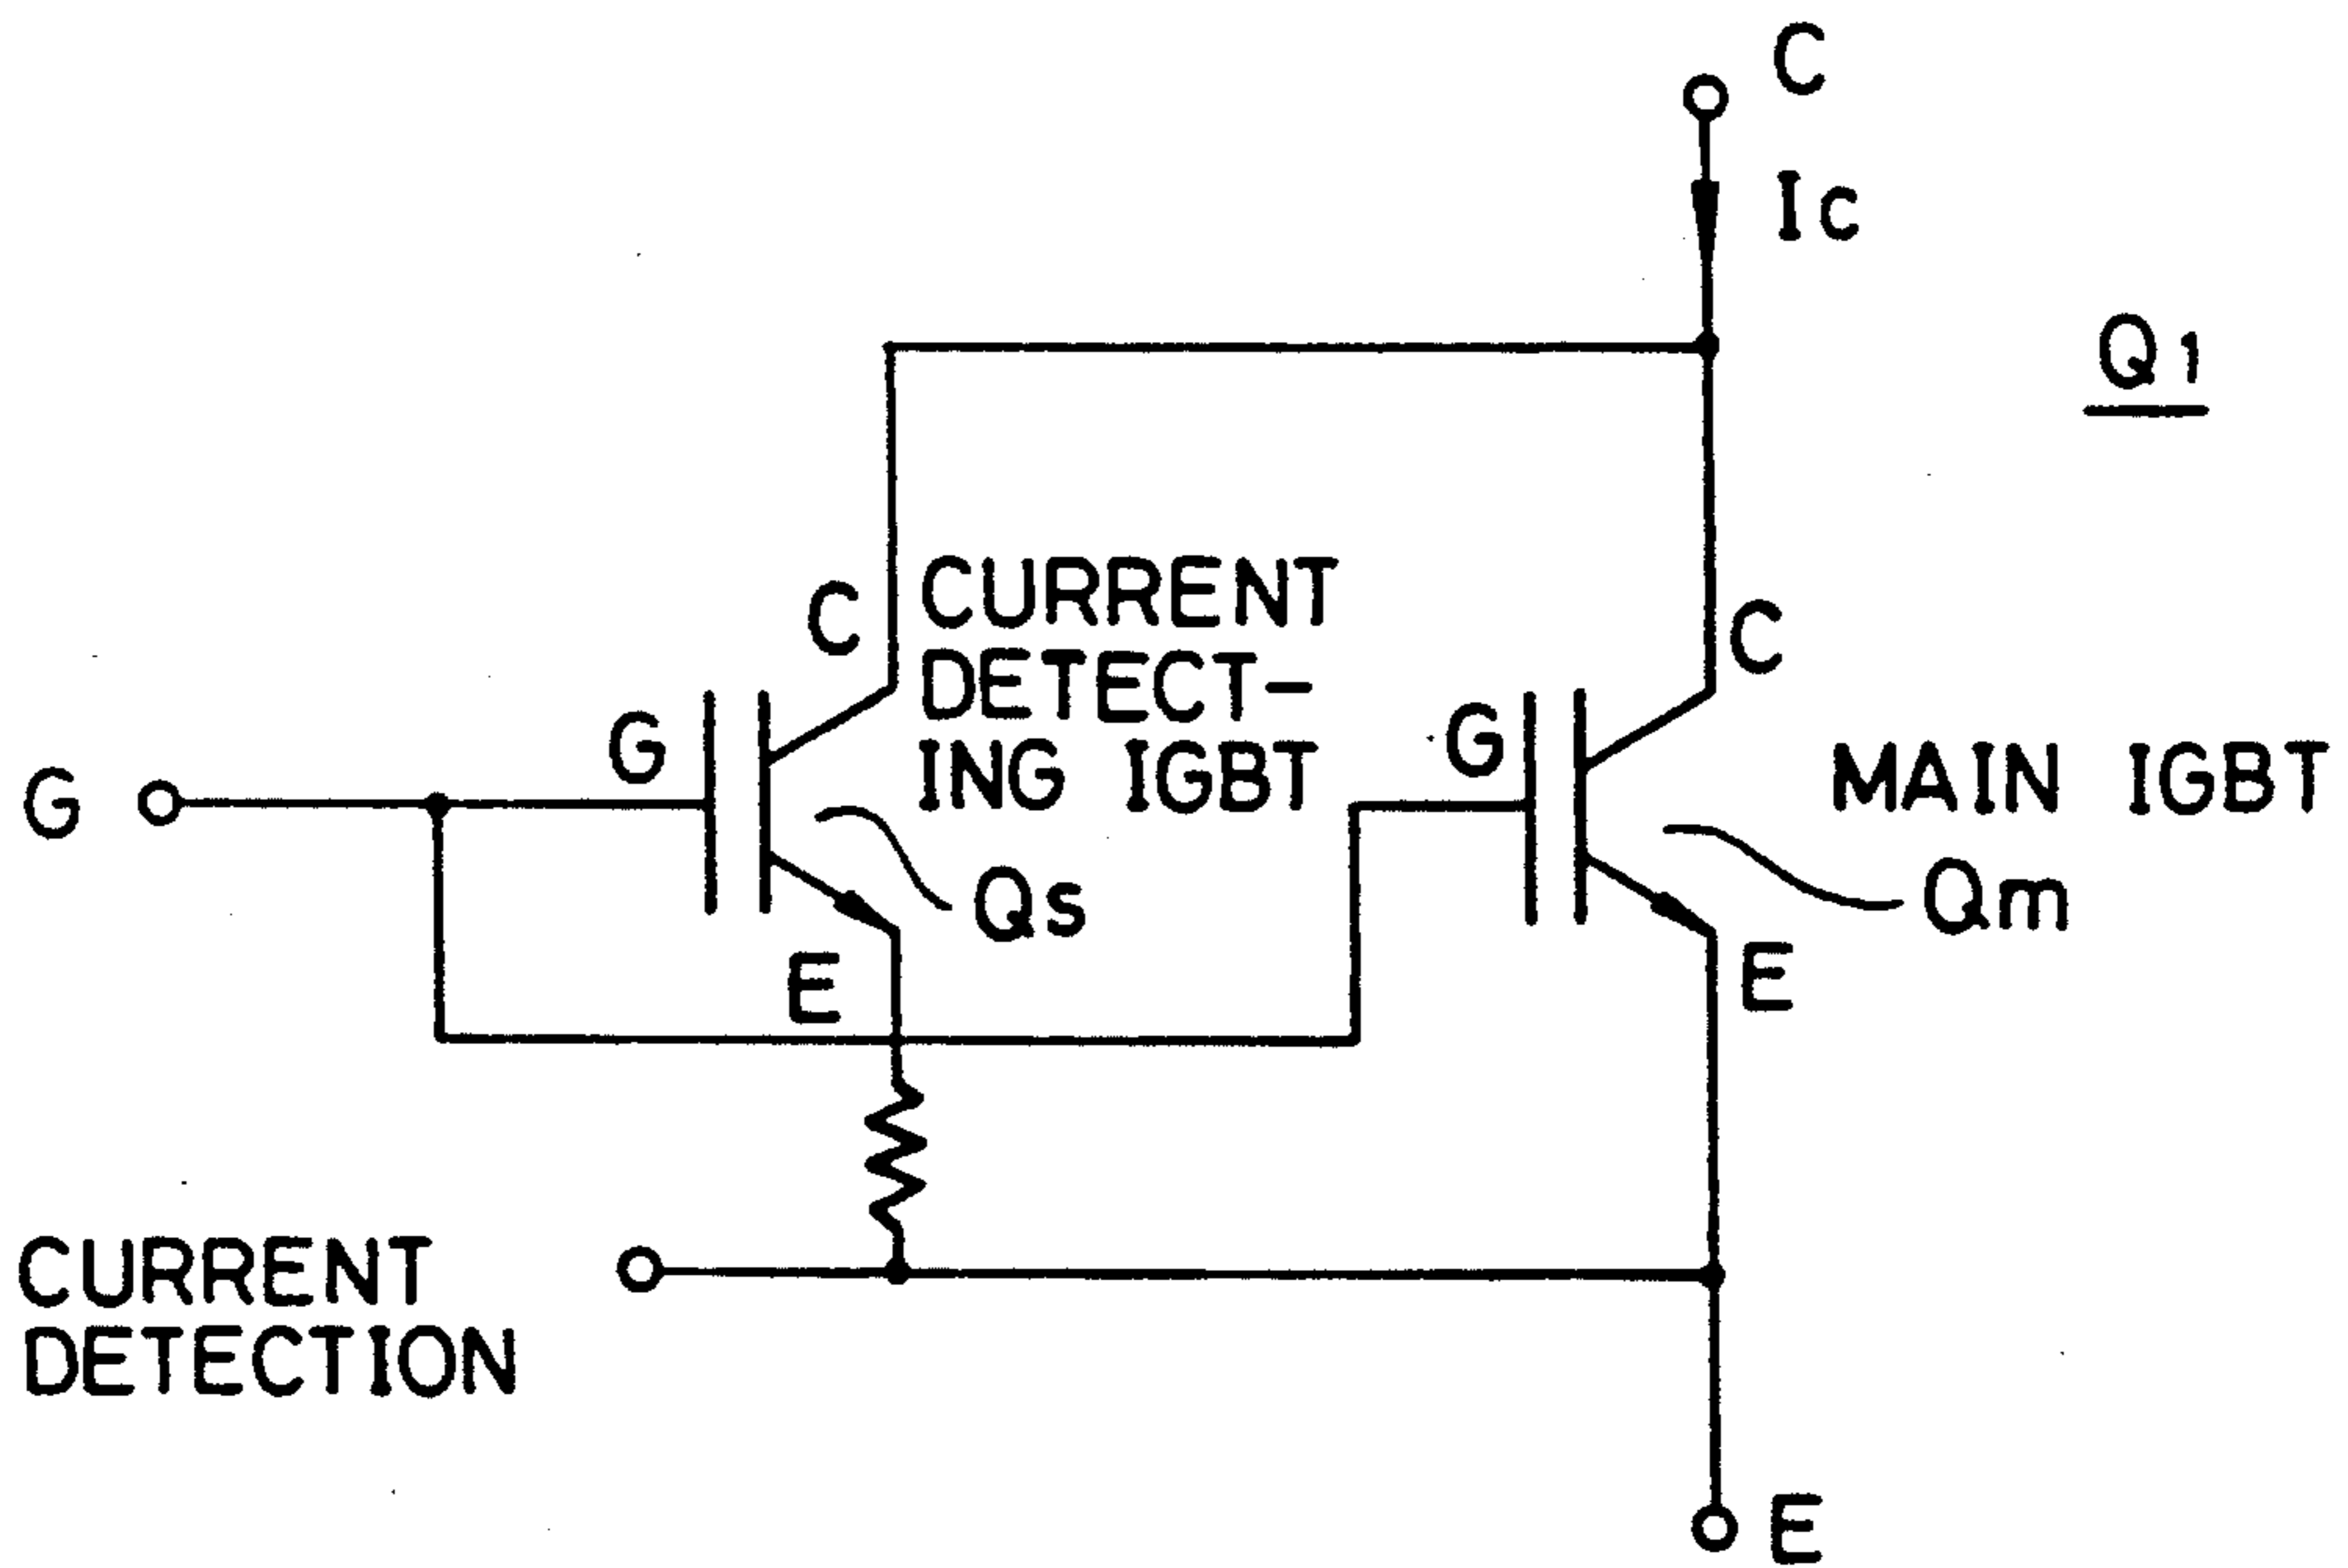 C
Ic
Q1
C
CURRENT
DETECT-
ING IGBT
C
G
G
MAIN IGBT
G
Qs
Qm
E
E
CURRENT
DETECTION
E